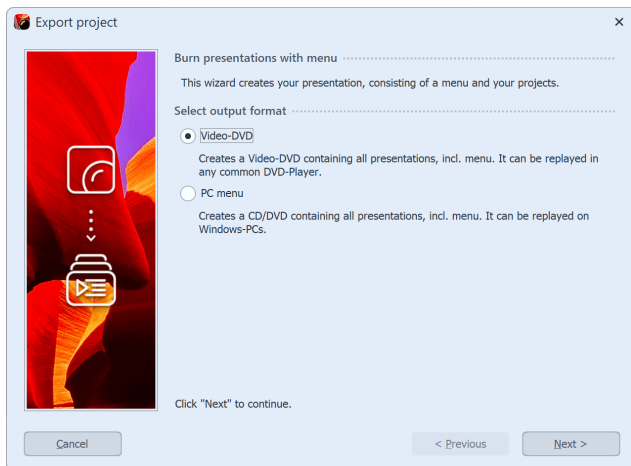 Export project
Burn presentations with menu
This wizard creates your presentation, consisting of a menu and your projects.
Select output format
Video-DVD
Creates a Video-DVD containing all presentations, incl. menu. It can be replayed in
any common DVD-Player.
PC menu
Creates a CD/DVD containing all presentations, incl. menu. It can be replayed on
Windows-PCs.
Click "Next" to continue.
Cancel
< Previous
Next >